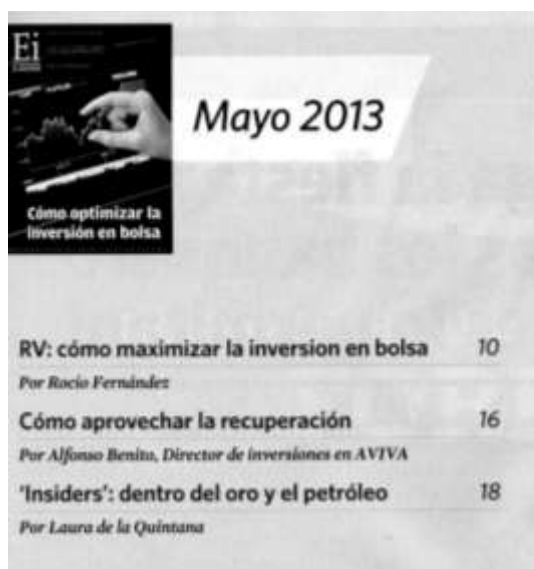 Ei
Mayo 2013
Cómo optimizar la
inversión en bolsa
RV: cómo maximizar la inversion en bolsa 10
Por Rocío Fernández
Cómo aprovechar la recuperación 16
Por Alfonso Benito, Director de inversiones en AVIVA
'Insiders': dentro del oro y el petróleo 18
Por Laura de la Quintana